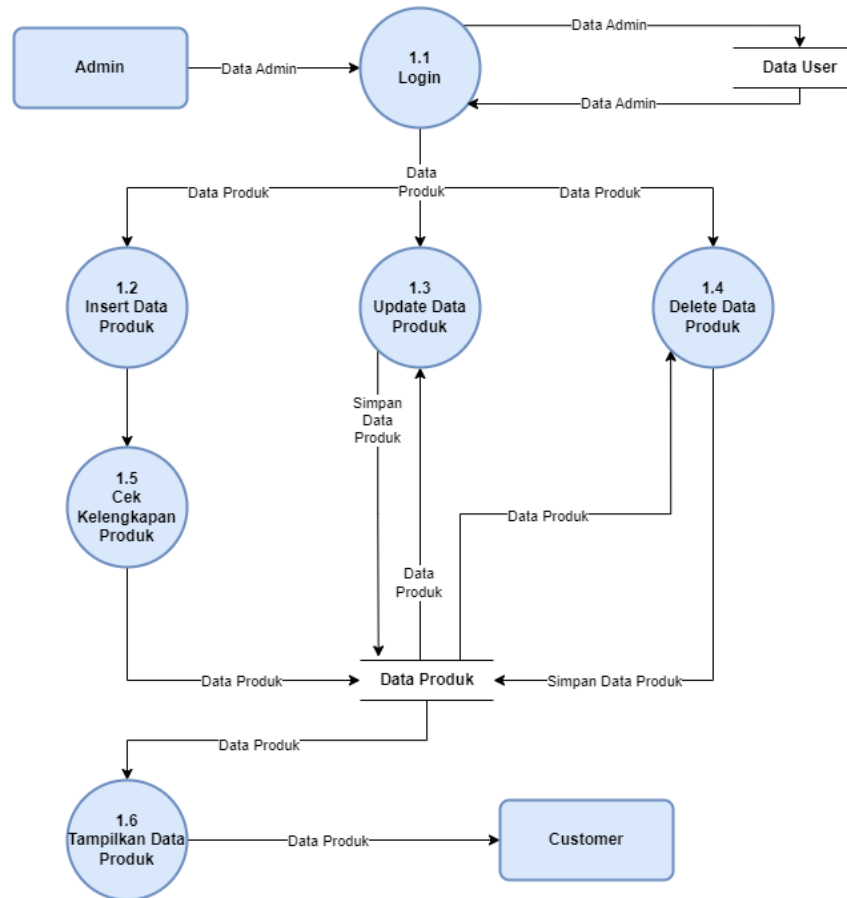 Data Admin
1.1
Login
Admin
Data Admin
Data User
Data Admin
Data
Produk
Data Produk
Data Produk
1.2
Insert Data
Produk
1.3
Update Data
Produk
1.4
Delete Data
Produk
Simpan
Data
Produk
1.5
Cek
Kelengkapan
Produk
Data Produk
Data
Produk
Data Produk
Data Produk
Simpan Data Produk
Data Produk
1.6
Tampilkan Data
Produk
Data Produk
Customer